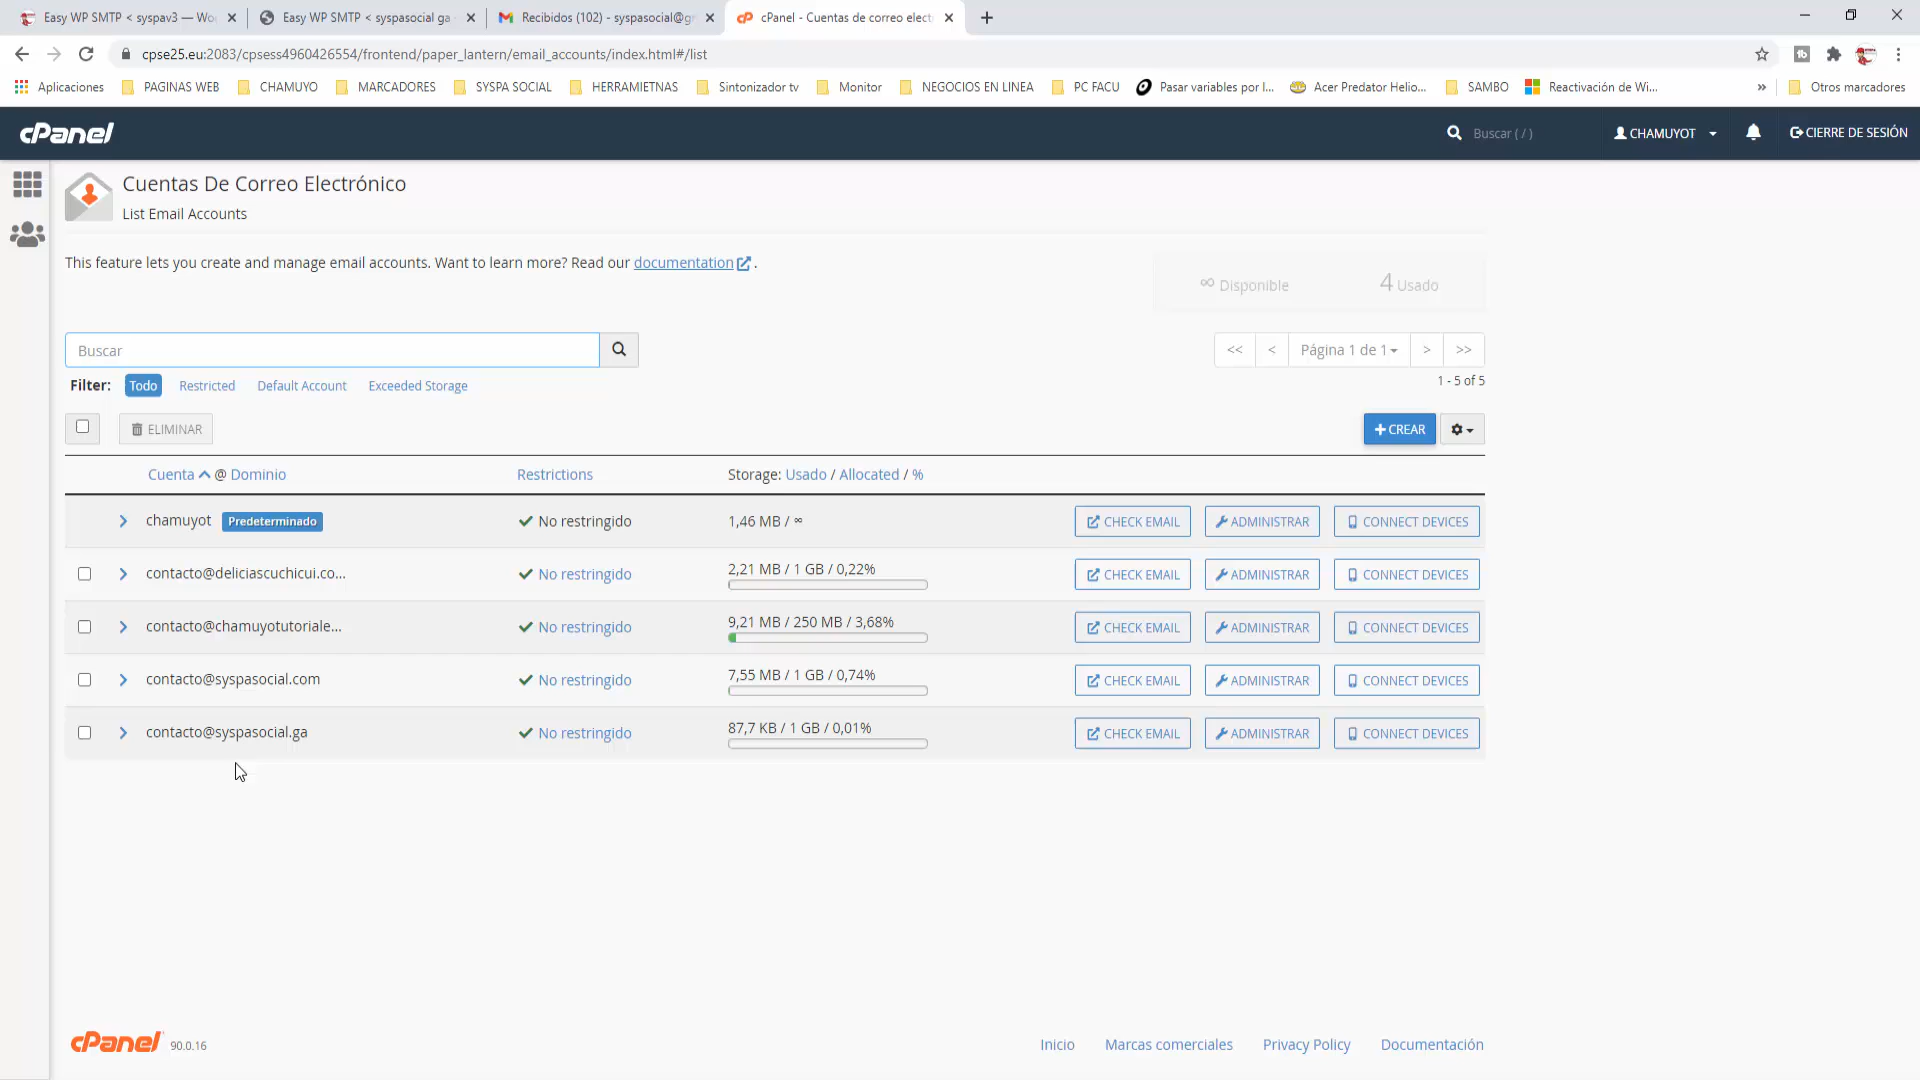 Easy WP SMTP < syspav3 — Wo
Easy WP SMTP < syspasocial ga
Recibidos (102) - syspasocial@g
cPanel - Cuentas de correo elect
cpse25.eu:2083/cpsess4960426554/frontend/paper_lantern/email_accounts/index.html#/list
Aplicaciones
PAGINAS WEB
CHAMUYO
MARCADORES
SYSPA SOCIAL
HERRAMIETNAS
Sintonizador tv
Monitor
NEGOCIOS EN LINEA
PC FACU
Pasar variables por I...
Acer Predator Helio...
SAMBO
Reactivación de Wi...
»
Otros marcadores
cPanel
Buscar ( / )
CHAMUYOT
CIERRE DE SESIÓN
Cuentas De Correo Electrónico
List Email Accounts
This feature lets you create and manage email accounts. Want to learn more? Read our documentation .
∞ Disponible
4 Usado
Buscar
<< < Página 1 de 1 > >>
1 - 5 of 5
Filter: Todo Restricted Default Account Exceeded Storage
ELIMINAR
+ CREAR
Cuenta @ Dominio
Restrictions
Storage: Usado / Allocated / %
chamuyot Predeterminado
No restringido
1,46 MB / ∞
CHECK EMAIL
ADMINISTRAR
CONNECT DEVICES
contacto@deliciascuchicui.co...
No restringido
2,21 MB / 1 GB / 0,22%
CHECK EMAIL
ADMINISTRAR
CONNECT DEVICES
contacto@chamuyotutoriale...
No restringido
9,21 MB / 250 MB / 3,68%
CHECK EMAIL
ADMINISTRAR
CONNECT DEVICES
contacto@syspasocial.com
No restringido
7,55 MB / 1 GB / 0,74%
CHECK EMAIL
ADMINISTRAR
CONNECT DEVICES
contacto@syspasocial.ga
No restringido
87,7 KB / 1 GB / 0,01%
CHECK EMAIL
ADMINISTRAR
CONNECT DEVICES
cPanel 90.0.16
Inicio
Marcas comerciales
Privacy Policy
Documentación